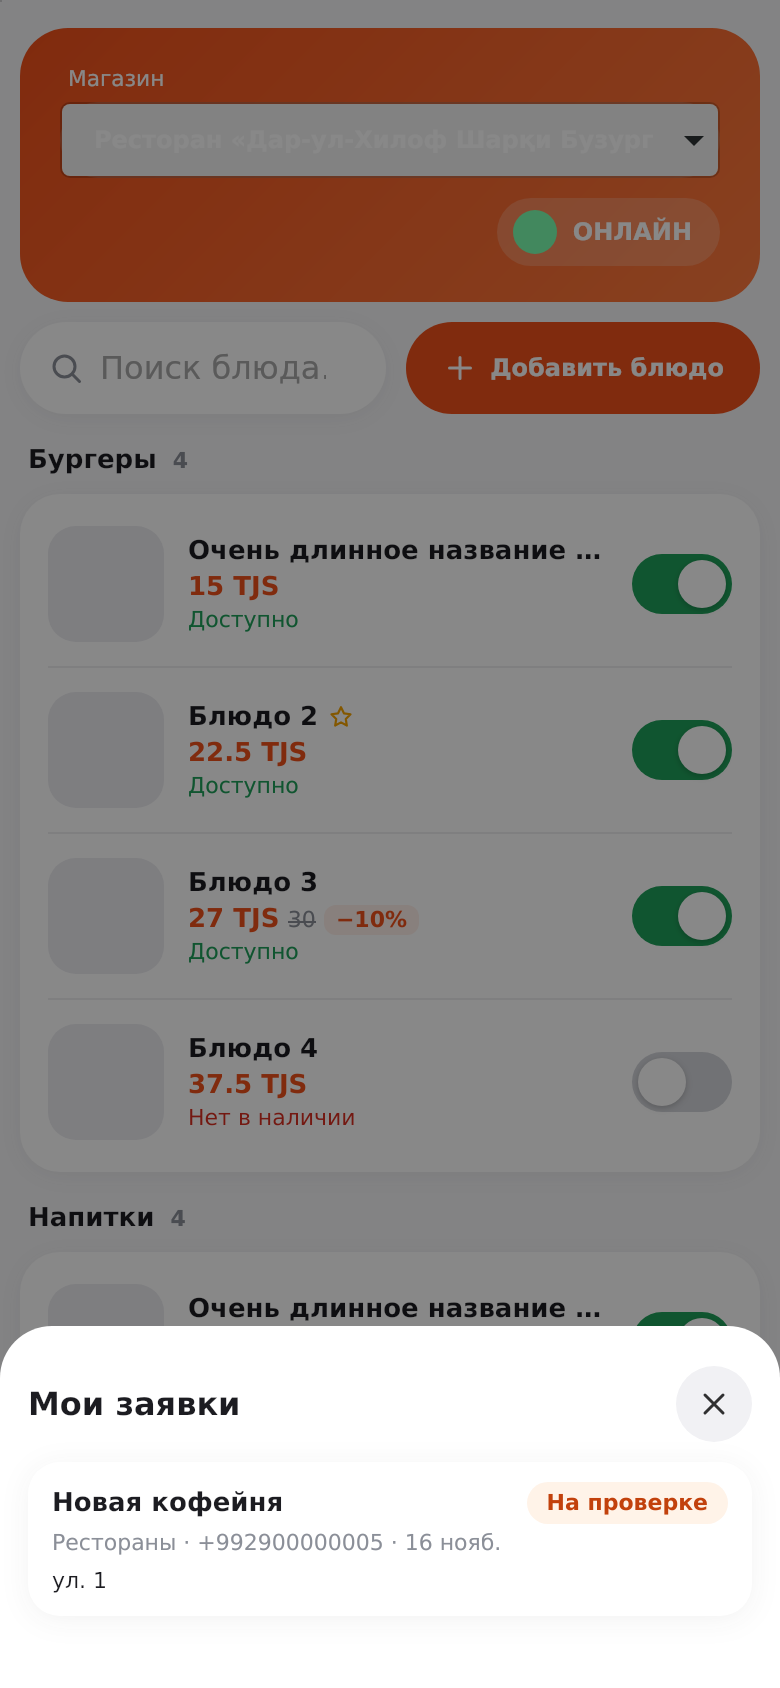 Магазин
Ресторан «Дар-ул-Хилоф Шарқи Бузург
ОНЛАЙН
Поиск блюда.
Добавить блюдо
Бургеры 4
Очень длинное название ...
15 TJS
Доступно
Блюдо 2
22.5 TJS
Доступно
Блюдо 3
27 TJS 30 −10%
Доступно
Блюдо 4
37.5 TJS
Нет в наличии
Напитки 4
Очень длинное название ...
Мои заявки
Новая кофейня
На проверке
Рестораны · +992900000005 · 16 нояб.
ул. 1